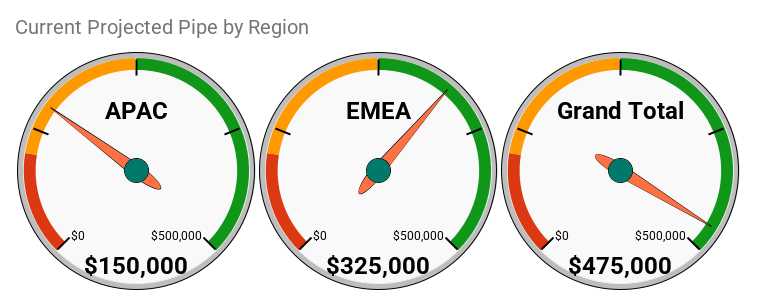 Current Projected Pipe by Region
APAC
$0
$500,000
$150,000
EMEA
$0
$500,000
$325,000
Grand Total
$0
$500,000
$475,000